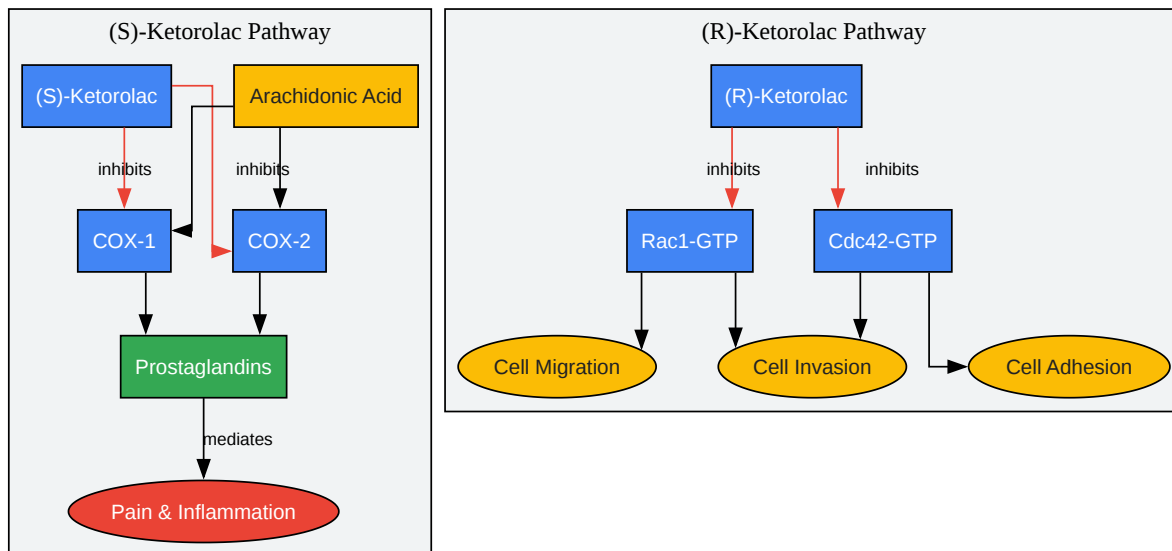 (S)-Ketorolac Pathway
(S)-Ketorolac
Arachidonic Acid
inhibits
inhibits
COX-1
COX-2
Prostaglandins
mediates
Pain & Inflammation
(R)-Ketorolac Pathway
(R)-Ketorolac
inhibits
inhibits
Rac1-GTP
Cdc42-GTP
Cell Migration
Cell Invasion
Cell Adhesion